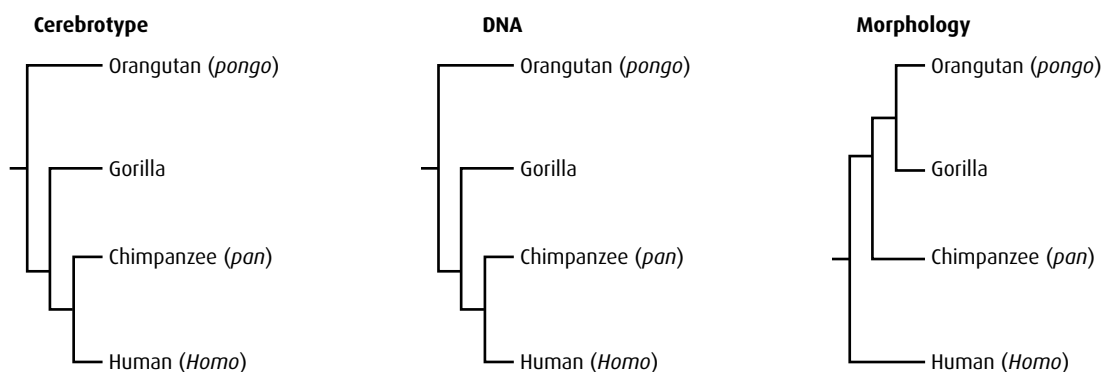 Cerebrotype
Orangutan (pongo)
Gorilla
Chimpanzee (pan)
Human (Homo)
DNA
Orangutan (pongo)
Gorilla
Chimpanzee (pan)
Human (Homo)
Morphology
Orangutan (pongo)
Gorilla
Chimpanzee (pan)
Human (Homo)